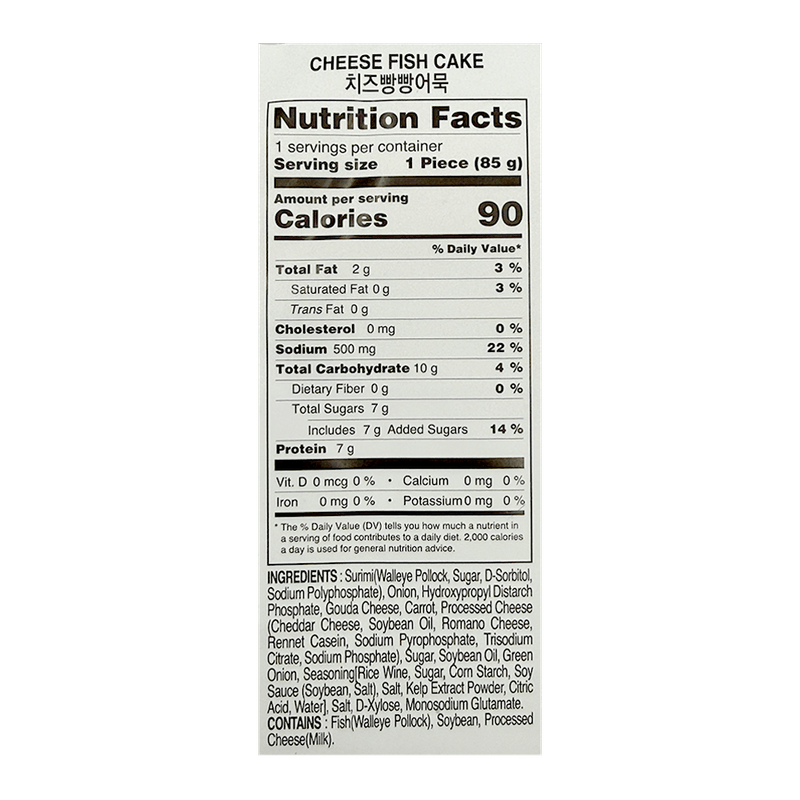 CHEESE FISH CAKE
치즈빵빵어묵
Nutrition Facts
1 servings per container
Serving size 1 Piece (85 g)
Amount per serving
Calories 90
% Daily Value*
Total Fat 2 g 3 %
Saturated Fat 0 g 3 %
Trans Fat 0 g
Cholesterol 0 mg 0 %
Sodium 500 mg 22 %
Total Carbohydrate 10 g 4 %
Dietary Fiber 0 g 0 %
Total Sugars 7 g
Includes 7 g Added Sugars 14 %
Protein 7 g
Vit. D 0 mcg 0 % • Calcium 0 mg 0 %
Iron 0 mg 0 % • Potassium 0 mg 0 %
* The % Daily Value (DV) tells you how much a nutrient in
a serving of food contributes to a daily diet. 2,000 calories
a day is used for general nutrition advice.
INGREDIENTS : Surimi(Walleye Pollock, Sugar, D-Sorbitol,
Sodium Polyphosphate), Onion, Hydroxypropyl Distarch
Phosphate, Gouda Cheese, Carrot, Processed Cheese
(Cheddar Cheese, Soybean Oil, Romano Cheese,
Rennet Casein, Sodium Pyrophosphate, Trisodium
Citrate, Sodium Phosphate), Sugar, Soybean Oil, Green
Onion, Seasoning[Rice Wine, Sugar, Corn Starch, Soy
Sauce (Soybean, Salt), Salt, Kelp Extract Powder, Citric
Acid, Water], Salt, D-Xylose, Monosodium Glutamate.
CONTAINS : Fish(Walleye Pollock), Soybean, Processed
Cheese(Milk).